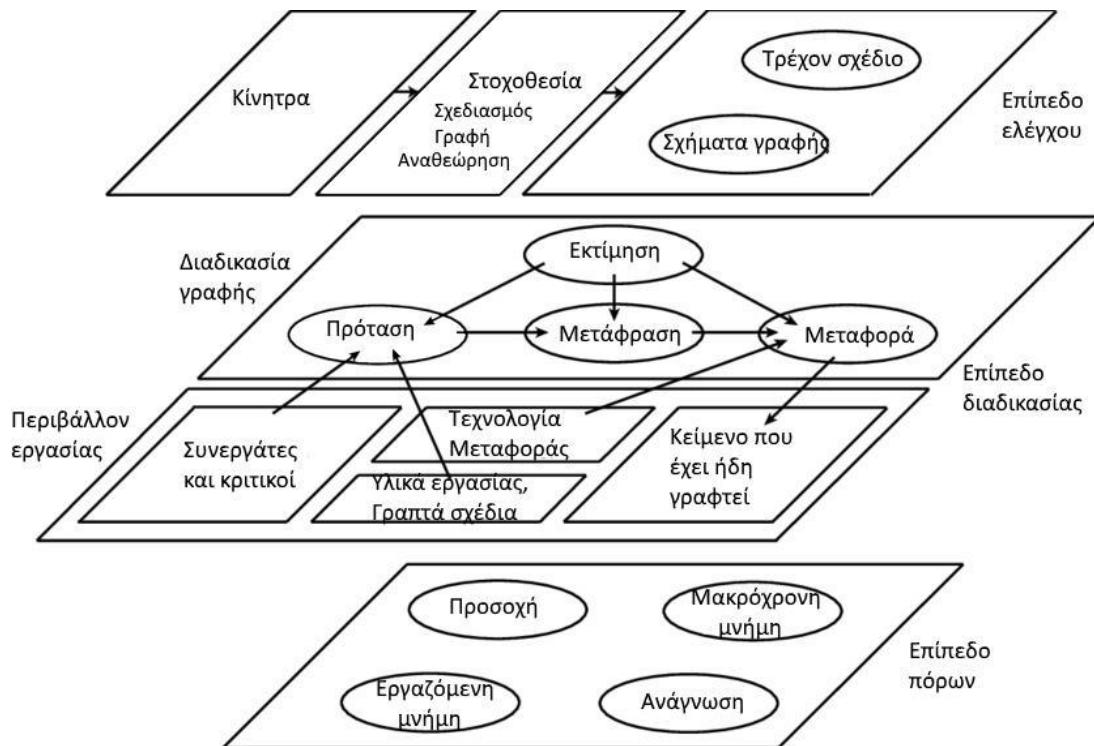 Κίνητρα
Στοχοθεσία
Σχεδιασμός
Γραφή
Αναθεώρηση
Τρέχον σχέδιο
Σχήματα γραφής
Επίπεδο
ελέγχου
Διαδικασία
γραφής
Εκτίμηση
Πρόταση
Μετάφραση
Μεταφορά
Επίπεδο
διαδικασίας
Περιβάλλον
εργασίας
Συνεργάτες
και κριτικοί
Τεχνολογία
Μεταφοράς
Υλικά εργασίας,
Γραπτά σχέδια
Κείμενο που
έχει ήδη
γραφτεί
Προσοχή
Μακρόχρονη
μνήμη
Εργαζόμενη
μνήμη
Ανάγνωση
Επίπεδο
πόρων